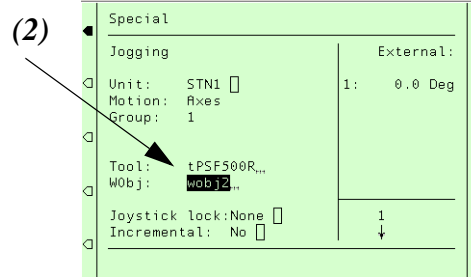 (2)
Special
Jogging External:
Unit: STN1 1: 0.0 Deg
Motion: Axes
Group: 1
Tool: tPSF500R...
WObj: wobj2...
Joystick lock:None 1
Incremental: No